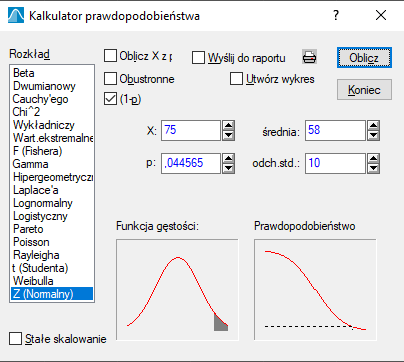 Kalkulator prawdopodobieństwa
Rozkład
Beta
Dwumianowy
Cauchy'ego
Chi^2
Wykładniczy
Wart.ekstremalne
F (Fishera)
Gamma
Hipergeometryczn
Laplace'a
Lognormalny
Logistyczny
Pareto
Poisson
Rayleigha
t (Studenta)
Weibulla
Z (Normalny)
Stałe skalowanie
Oblicz X z p
Wyślij do raportu
Oblicz
Obustronne
Utwórz wykres
Koniec
(1-p)
X: 75 średnia: 58
p: ,044565 odch.std.: 10
Funkcja gęstości: Prawdopodobieństwo